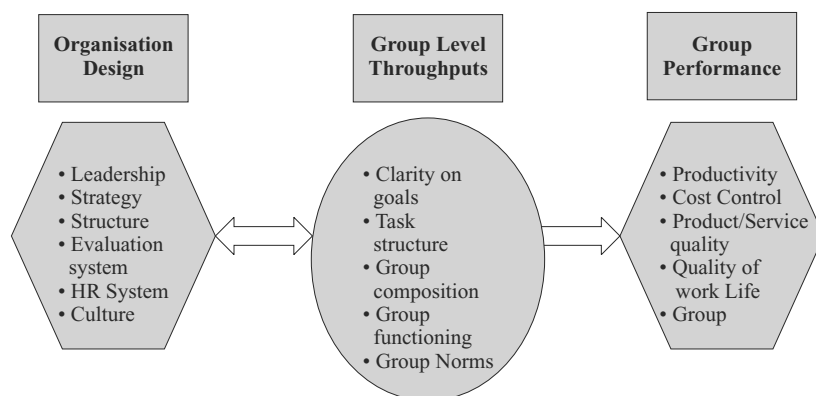 Organisation
Design
Group Level
Throughputs
Group
Performance
• Leadership
• Strategy
• Structure
• Evaluation
system
• HR System
• Culture
• Clarity on
goals
• Task
structure
• Group
composition
• Group
functioning
• Group Norms
• Productivity
• Cost Control
• Product/Service
quality
• Quality of
work Life
• Group